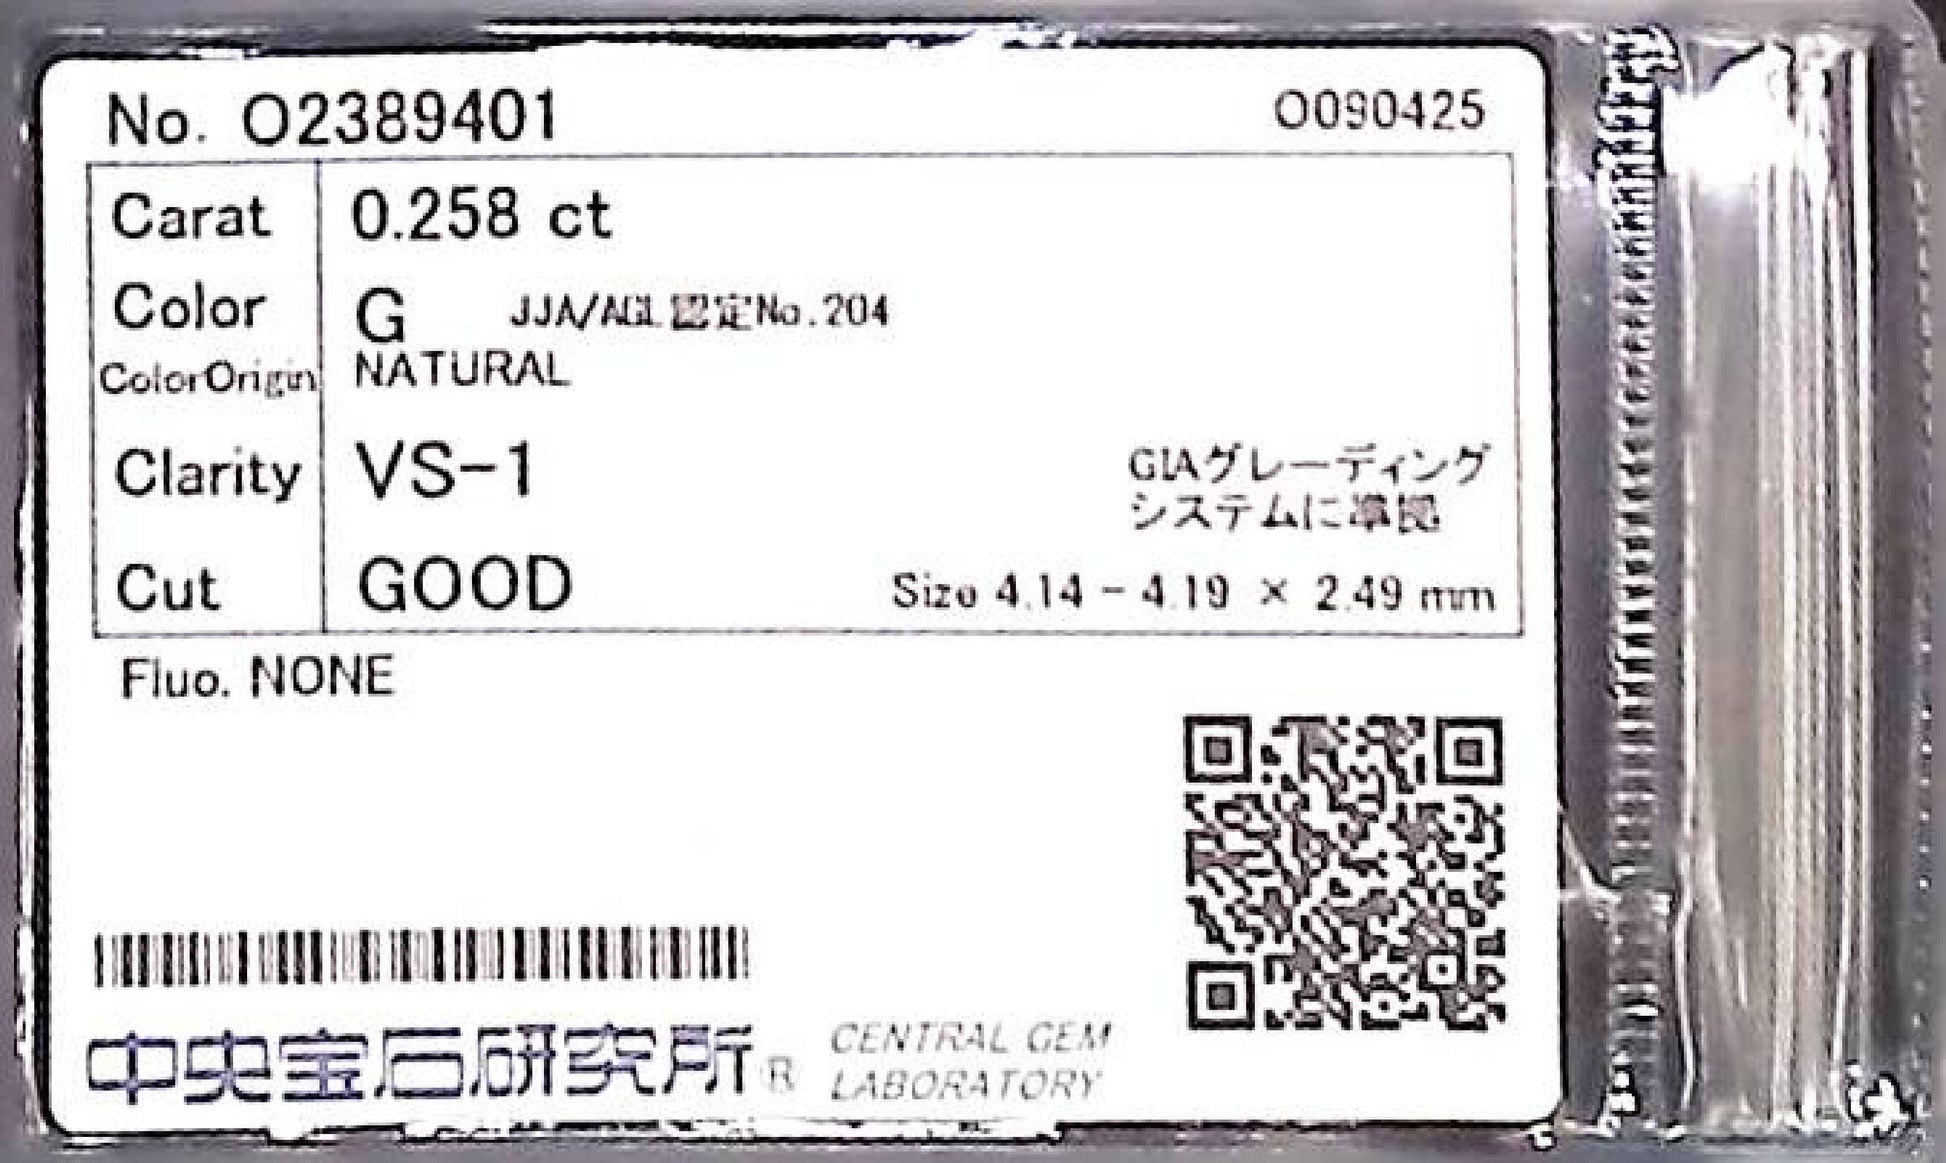 No. O2389401 O090425
Carat 0.258 ct
Color G JJA/AGL認定No.204
ColorOrigin NATURAL
Clarity VS-1 GIAグレーディング
システムに準拠
Cut GOOD Size 4.14 - 4.19 × 2.49 mm
Fluo. NONE
中央宝石研究所® CENTRAL GEM
LABORATORY